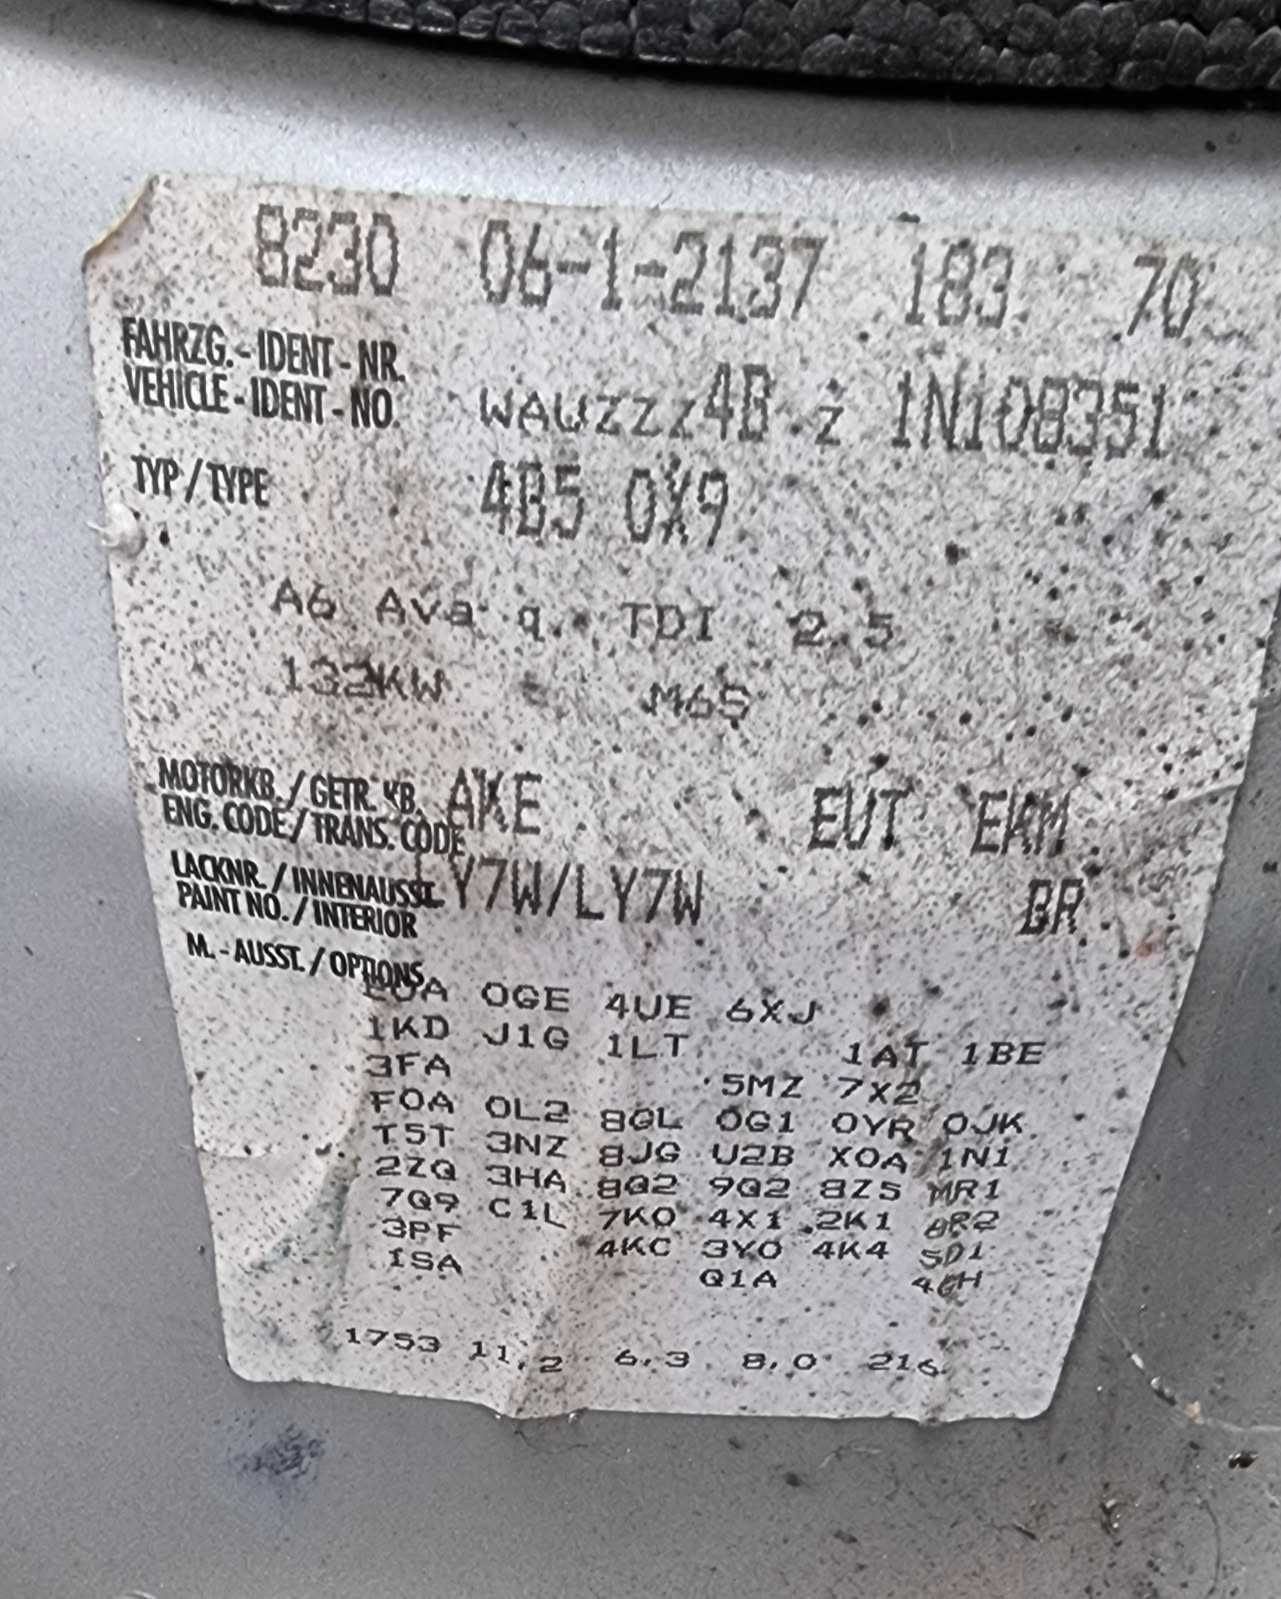 8230 06-1-2137 183 70
FAHRZG.-IDENT-NR.
VEHICLE-IDENT-NO. WAUZZZ4B Z 1N108351
TYP/TYPE 4B5 0X9
A6 Ava q. TDI 2.5
132KW M6S
MOTORKB./GETR.KB. AKE EUT EKM
ENG. CODE/TRANS. CODE
LACKNR./INNENAUSST. LY7W/LY7W BR
PAINT NO./INTERIOR
M.-AUSST./OPTIONS
E0A 0GE 4UE 6XJ
1KD J1G 1LT 1AT 1BE
3FA 5MZ 7X2
F0A 0L2 8GL 0G1 0YR 0JK
T5T 3NZ 8JG U2B X0A 1N1
2ZQ 3HA 8Q2 9Q2 8Z5 MR1
7Q9 C1L 7K0 4X1 2K1 8R2
3PF 4KC 3Y0 4K4 5D1
1SA Q1A 4GH
1753 11,2 6,3 8,0 216